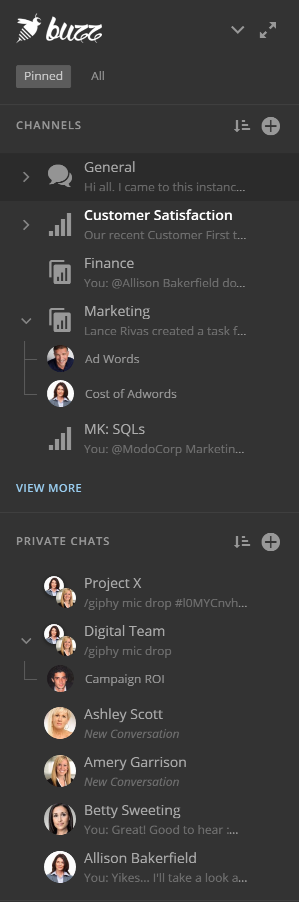 buzz
Pinned All
CHANNELS
General
Hi all. I came to this instanc...
Customer Satisfaction
Our recent Customer First t...
Finance
You: @Allison Bakerfield do...
Marketing
Lance Rivas created a task f...
Ad Words
Cost of Adwords
MK: SQLs
You: @ModoCorp Marketin...
VIEW MORE
PRIVATE CHATS
Project X
/giphy mic drop #l0MYCnvh...
Digital Team
/giphy mic drop
Campaign ROI
Ashley Scott
New Conversation
Amery Garrison
New Conversation
Betty Sweeting
You: Great! Good to hear :...
Allison Bakerfield
You: Yikes... I'll take a look a...